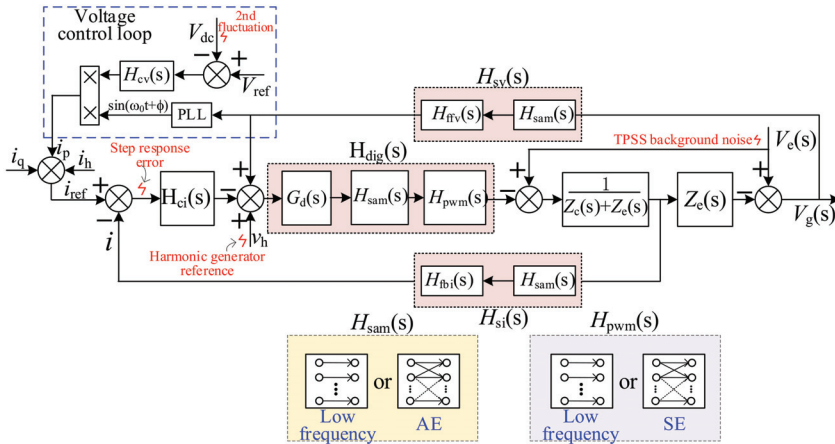 Voltage
control loop
V_dc
2nd
fluctuation
H_cv(s)
V_ref
×
×
sin(ω₀t+ϕ)
PLL
H_sv(s)
H_ffv(s)
H_sam(s)
i_q
i_p
i_h
i_ref
Step response
error
H_ci(s)
H_dig(s)
G_d(s)
H_sam(s)
H_pwm(s)
v_h
Harmonic generator
reference
TPSS background noise
V_e(s)
1
Z_c(s)+Z_e(s)
Z_e(s)
V_g(s)
i
H_fbi(s)
H_sam(s)
H_si(s)
H_sam(s)
or
Low
frequency
AE
H_pwm(s)
or
Low
frequency
SE